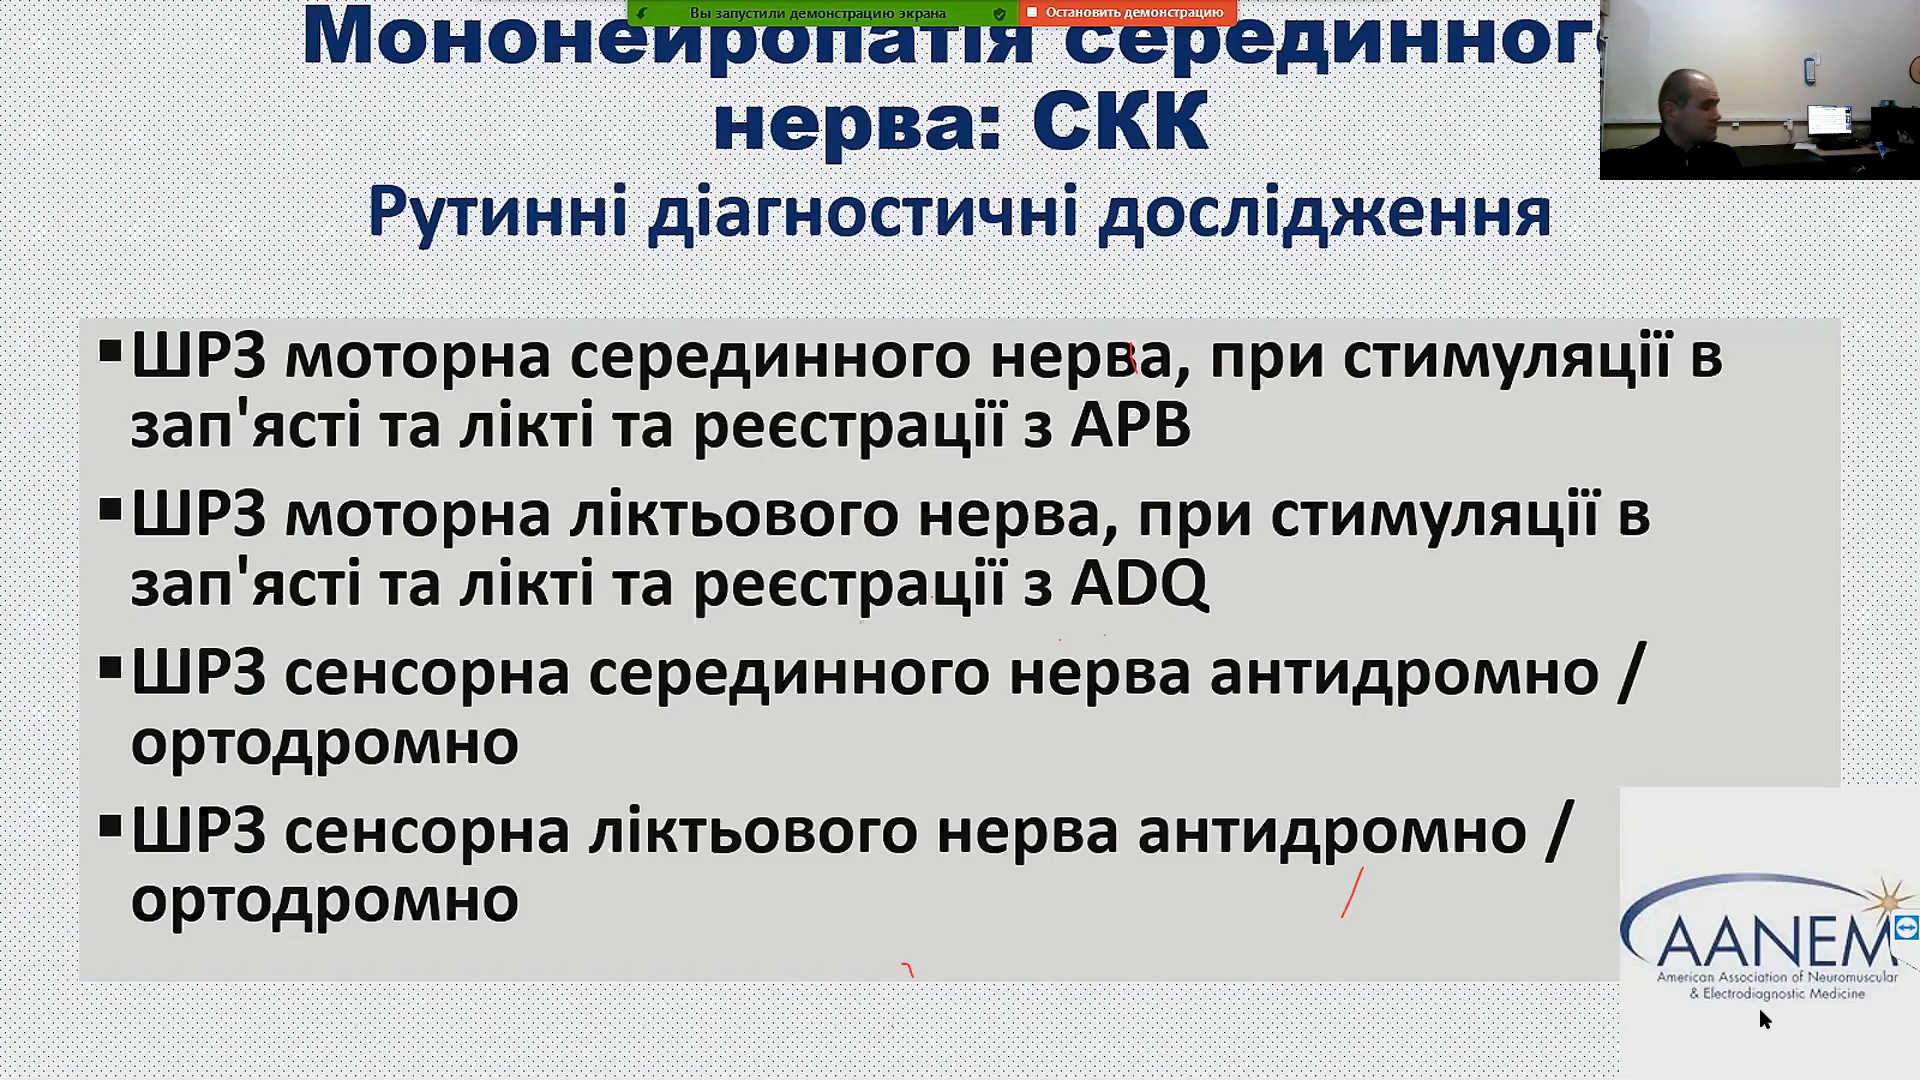 Вы запустили демонстрацию экрана
Остановить демонстрацию
Мононейропатія серединного
нерва: СКК
Рутинні діагностичні дослідження
▪ШРЗ моторна серединного нерва, при стимуляції в
зап'ясті та лікті та реєстрації з APB
▪ШРЗ моторна ліктьового нерва, при стимуляції в
зап'ясті та лікті та реєстрації з ADQ
▪ШРЗ сенсорна серединного нерва антидромно /
ортодромно
▪ШРЗ сенсорна ліктьового нерва антидромно /
ортодромно
AANEM
American Association of Neuromuscular
& Electrodiagnostic Medicine